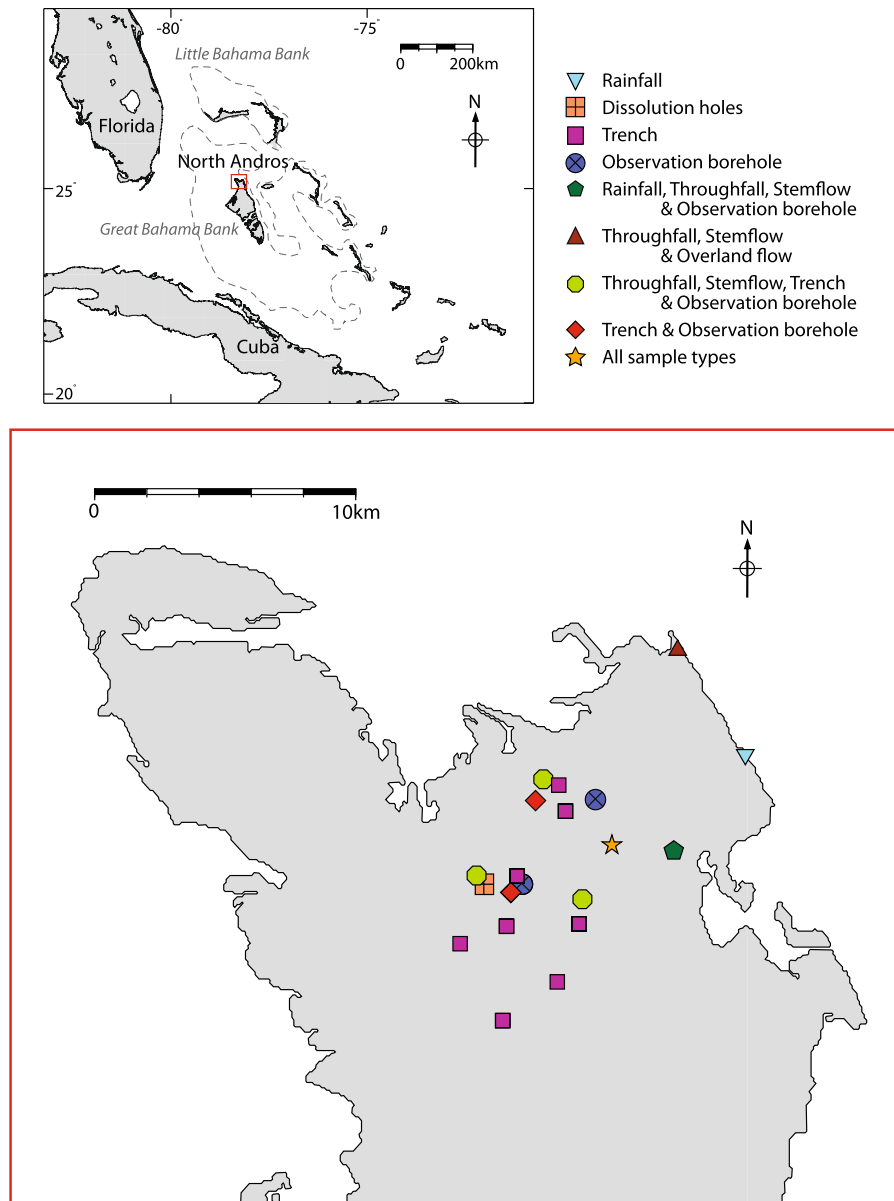 -80°
-75°
Little Bahama Bank
0
200km
N
Florida
North Andros
25°
Great Bahama Bank
Cuba
20°
Rainfall
Dissolution holes
Trench
Observation borehole
Rainfall, Throughfall, Stemflow
& Observation borehole
Throughfall, Stemflow
& Overland flow
Throughfall, Stemflow, Trench
& Observation borehole
Trench & Observation borehole
All sample types
0
10km
N